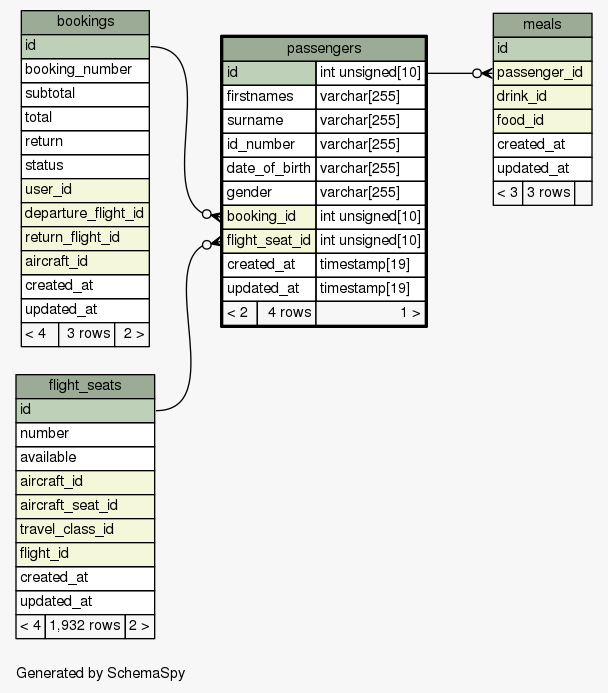 bookings
id
booking_number
subtotal
total
return
status
user_id
departure_flight_id
return_flight_id
aircraft_id
created_at
updated_at
< 4 3 rows 2 >
passengers
id int unsigned[10]
firstnames varchar[255]
surname varchar[255]
id_number varchar[255]
date_of_birth varchar[255]
gender varchar[255]
booking_id int unsigned[10]
flight_seat_id int unsigned[10]
created_at timestamp[19]
updated_at timestamp[19]
< 2 4 rows 1 >
meals
id
passenger_id
drink_id
food_id
created_at
updated_at
< 3 3 rows
flight_seats
id
number
available
aircraft_id
aircraft_seat_id
travel_class_id
flight_id
created_at
updated_at
< 4 1,932 rows 2 >
Generated by SchemaSpy